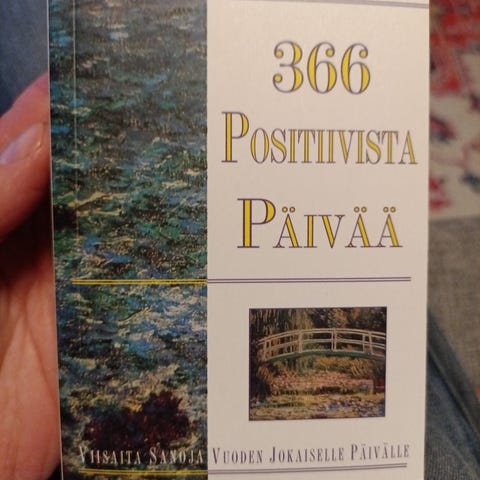 366
POSITIIVISTA
PÄIVÄÄ
VIISAITA SANOJA VUODEN JOKAISELLE PÄIVÄLLE